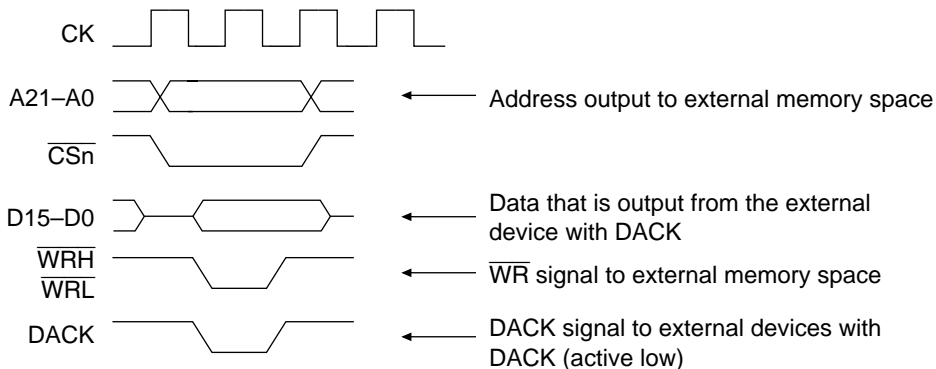 CK
A21–A0
Address output to external memory space
CSn
D15–D0
Data that is output from the external
device with DACK
WRH
WRL
WR signal to external memory space
DACK
DACK signal to external devices with
DACK (active low)